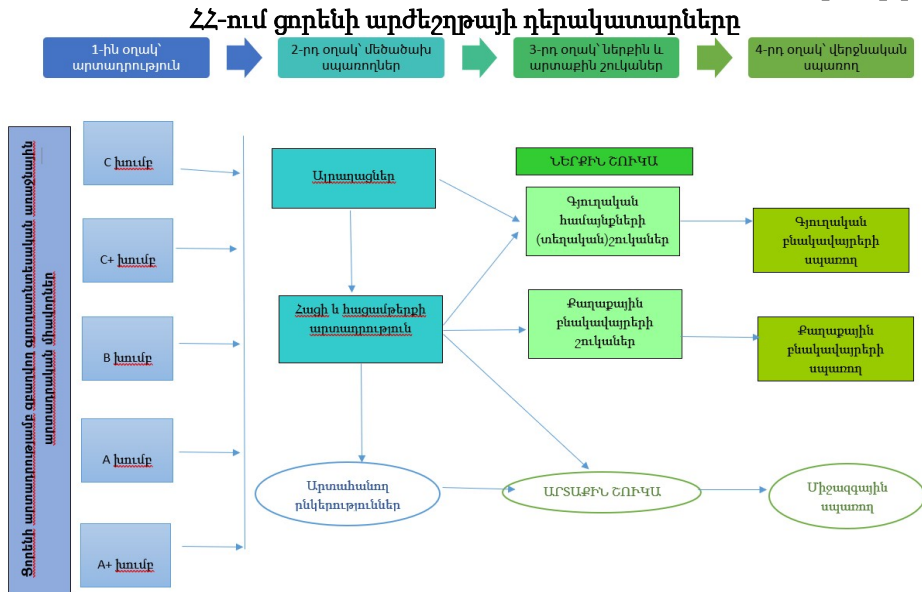 ՀՀ-ում ցորենի արժեշղթայի դերակատարները
1-ին օղակ՝
արտադրություն
2-րդ օղակ՝ մեծածախ
սպառողներ
3-րդ օղակ՝ ներքին և
արտաքին շուկաներ
4-րդ օղակ՝ վերջնական
սպառող
Ցորենի արտադրությամբ զբաղվող գյուղատնտեսական առաջնային
արտադրական միավորներ
C խումբ
C+ խումբ
B խումբ
A խումբ
A+ խումբ
Ալրաղացներ
Հացի և հացամթերքի
արտադրություն
Արտահանող
ընկերություններ
ՆԵՐՔԻՆ ՇՈՒԿԱ
Գյուղական
համայնքների
(տեղական)շուկաներ
Քաղաքային
բնակավայրերի
շուկաներ
ԱՐՏԱՔԻՆ ՇՈՒԿԱ
Գյուղական
բնակավայրերի
սպառող
Քաղաքային
բնակավայրերի
սպառող
Միջազգային
սպառող